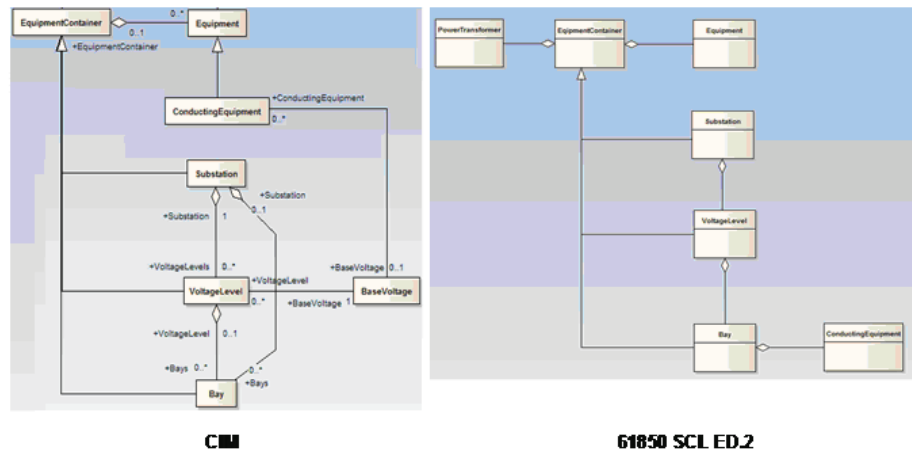 EquipmentContainer
0..*
Equipment
0..1
+EquipmentContainer
+ConductingEquipment
ConductingEquipment
0..*
Substation
+Substation
0..1
+Substation
1
+VoltageLevels
0..*
+VoltageLevel
+BaseVoltage
0..1
VoltageLevel
0..*
+BaseVoltage
1
BaseVoltage
+VoltageLevel
0..1
+Bays
0..*
0..*
+Bays
Bay
CIM
PowerTransformer
EqipmentContainer
Equipment
Substation
VoltageLevel
Bay
ConductingEquipment
61850 SCL ED.2